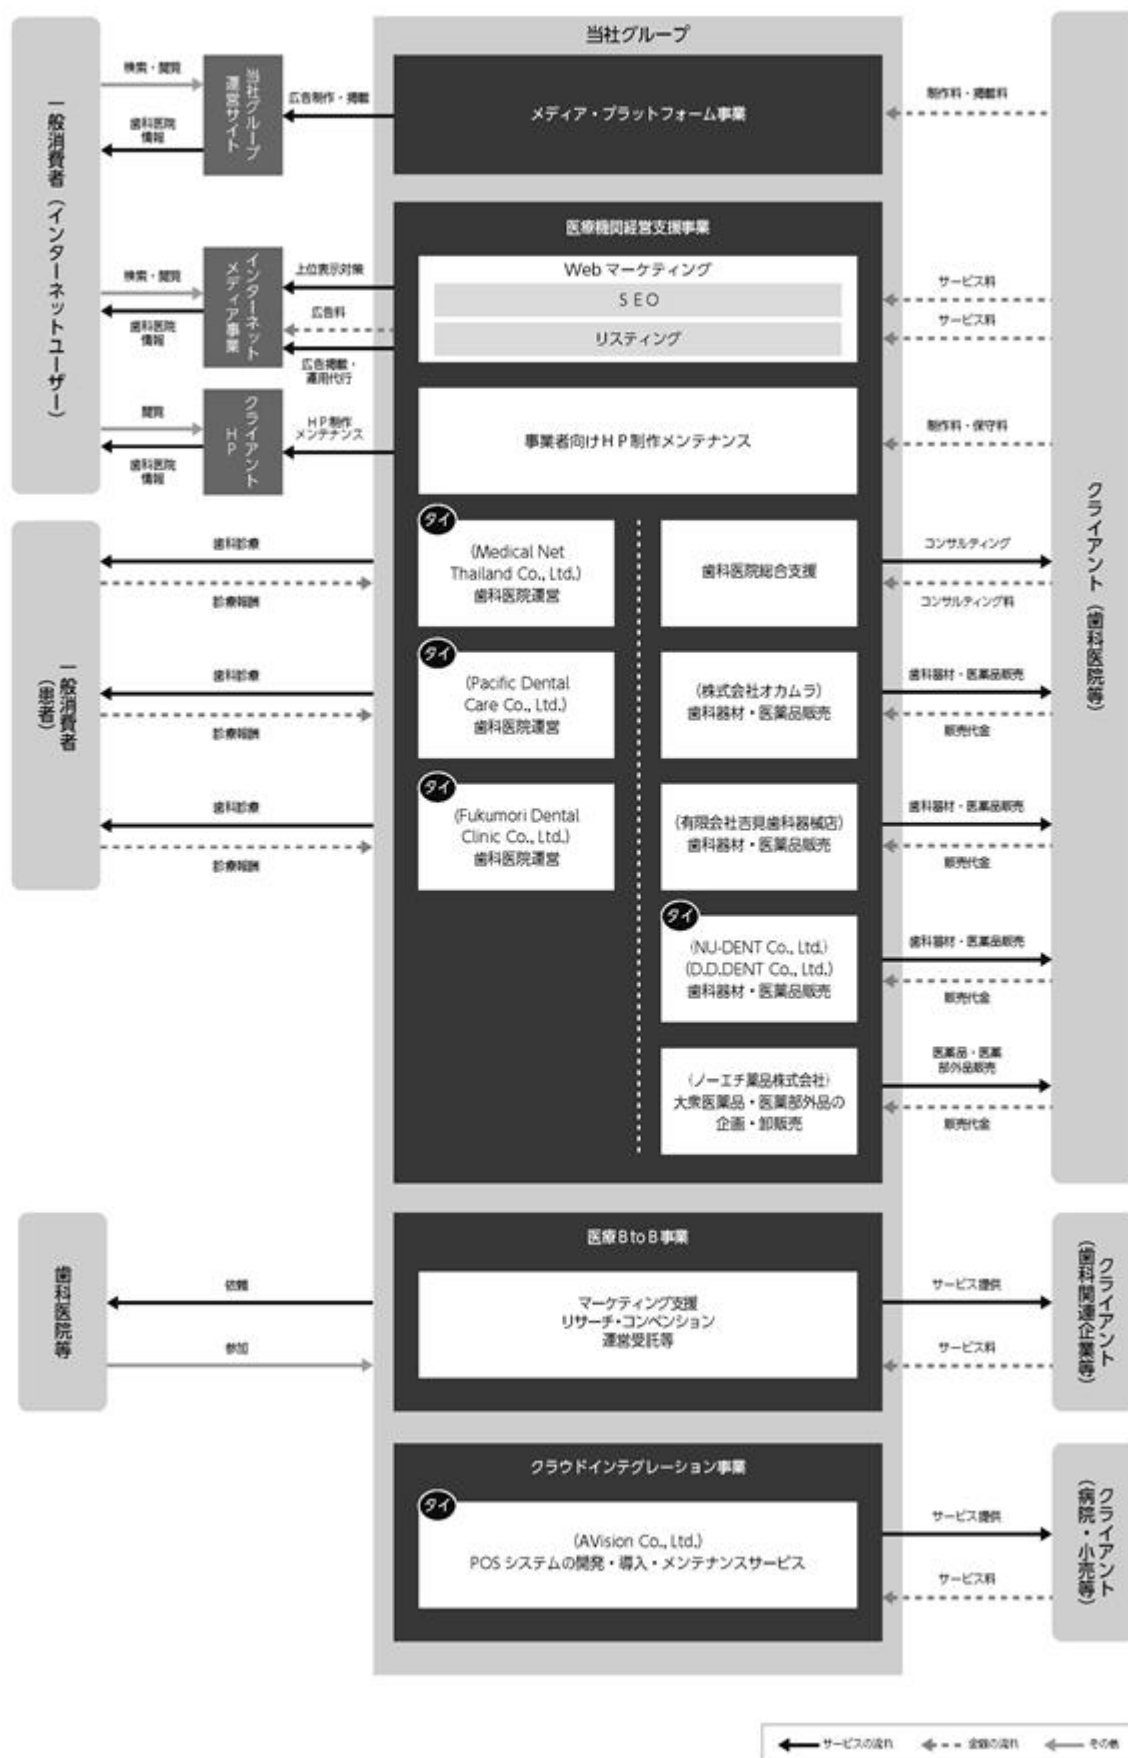 当社グループ
一般消費者(インターネットユーザー)
検索・閲覧
歯科医院
情報
当社グループ
運営サイト
広告制作・掲載
メディア・プラットフォーム事業
制作料・掲載料
医療機関経営支援事業
検索・閲覧
歯科医院
情報
インターネット
メディア事業
上位表示対策
広告料
広告掲載・
運用代行
Webマーケティング
SEO
リスティング
サービス料
サービス料
閲覧
歯科医院
情報
クライアント
HP
HP制作
メンテナンス
事業者向けHP制作メンテナンス
制作料・保守料
クライアント(歯科医院等)
一般消費者
(患者)
歯科診療
診療報酬
タイ
(Medical Net
Thailand Co., Ltd.)
歯科医院運営
歯科医院総合支援
コンサルティング
コンサルティング料
歯科診療
診療報酬
タイ
(Pacific Dental
Care Co., Ltd.)
歯科医院運営
(株式会社オカムラ)
歯科器材・医薬品販売
歯科器材・医薬品販売
販売代金
歯科診療
診療報酬
タイ
(Fukumori Dental
Clinic Co., Ltd.)
歯科医院運営
(有限会社吉見歯科器械店)
歯科器材・医薬品販売
歯科器材・医薬品販売
販売代金
タイ
(NU-DENT Co., Ltd.)
(D.D.DENT Co., Ltd.)
歯科器材・医薬品販売
歯科器材・医薬品販売
販売代金
(ノーエチ薬品株式会社)
大衆医薬品・医薬部外品の
企画・卸販売
医薬品・医薬
部外品販売
販売代金
歯科医院等
依頼
参加
医療BtoB事業
マーケティング支援
リサーチ・コンベンション
運営受託等
サービス提供
サービス料
クライアント
(歯科関連企業等)
クラウドインテグレーション事業
タイ
(AVision Co., Ltd.)
POSシステムの開発・導入・メンテナンスサービス
サービス提供
サービス料
クライアント
(病院・小売等)
サービスの流れ
金銭の流れ
その他